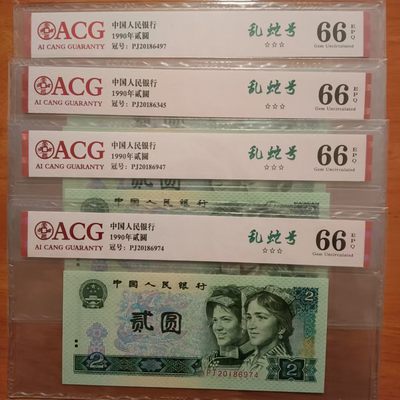 ACG
AI CANG GUARANTY
中国人民银行
1990年贰圆
冠号: PJ20186497
乱蛇号
☆☆☆
66 EPQ
Gem Uncirculated
ACG
AI CANG GUARANTY
中国人民银行
1990年贰圆
冠号: PJ20186345
乱蛇号
☆☆☆
66 EPQ
Gem Uncirculated
ACG
AI CANG GUARANTY
中国人民银行
1990年贰圆
冠号: PJ20186947
乱蛇号
☆☆☆
66 EPQ
Gem Uncirculated
ACG
AI CANG GUARANTY
中国人民银行
1990年贰圆
冠号: PJ20186974
乱蛇号
☆☆☆
66 EPQ
Gem Uncirculated
中国人民银行
2
贰圆
PJ20186974
2
2